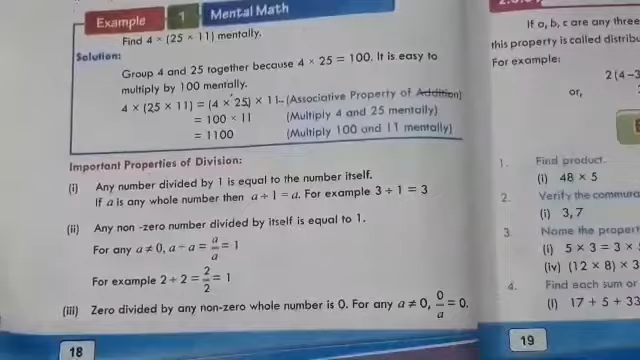 Example 1 Mental Math
Find 4 × (25 × 11) mentally.
Solution:
Group 4 and 25 together because 4 × 25 = 100. It is easy to
multiply by 100 mentally.
4 × (25 × 11) = (4 × 25) × 11 (Associative Property of Addition)
= 100 × 11 (Multiply 4 and 25 mentally)
= 1100 (Multiply 100 and 11 mentally)
Important Properties of Division:
(i) Any number divided by 1 is equal to the number itself.
If a is any whole number then a ÷ 1 = a. For example 3 ÷ 1 = 3
(ii) Any non -zero number divided by itself is equal to 1.
For any a ≠ 0, a ÷ a = a/a = 1
For example 2 ÷ 2 = 2/2 = 1
(iii) Zero divided by any non-zero whole number is 0. For any a ≠ 0, 0/a = 0.
18
If a, b, c are any three
this property is called
For example:
2(4 – 3
or,
1. Find product.
(i) 48 × 5
2. Verify the
(i) 3, 7
3. Name the
(i) 5 × 3 = 3 ×
(iv) (12 × 8) × 3
4. Find each sum or
(i) 17 + 5 + 33
19